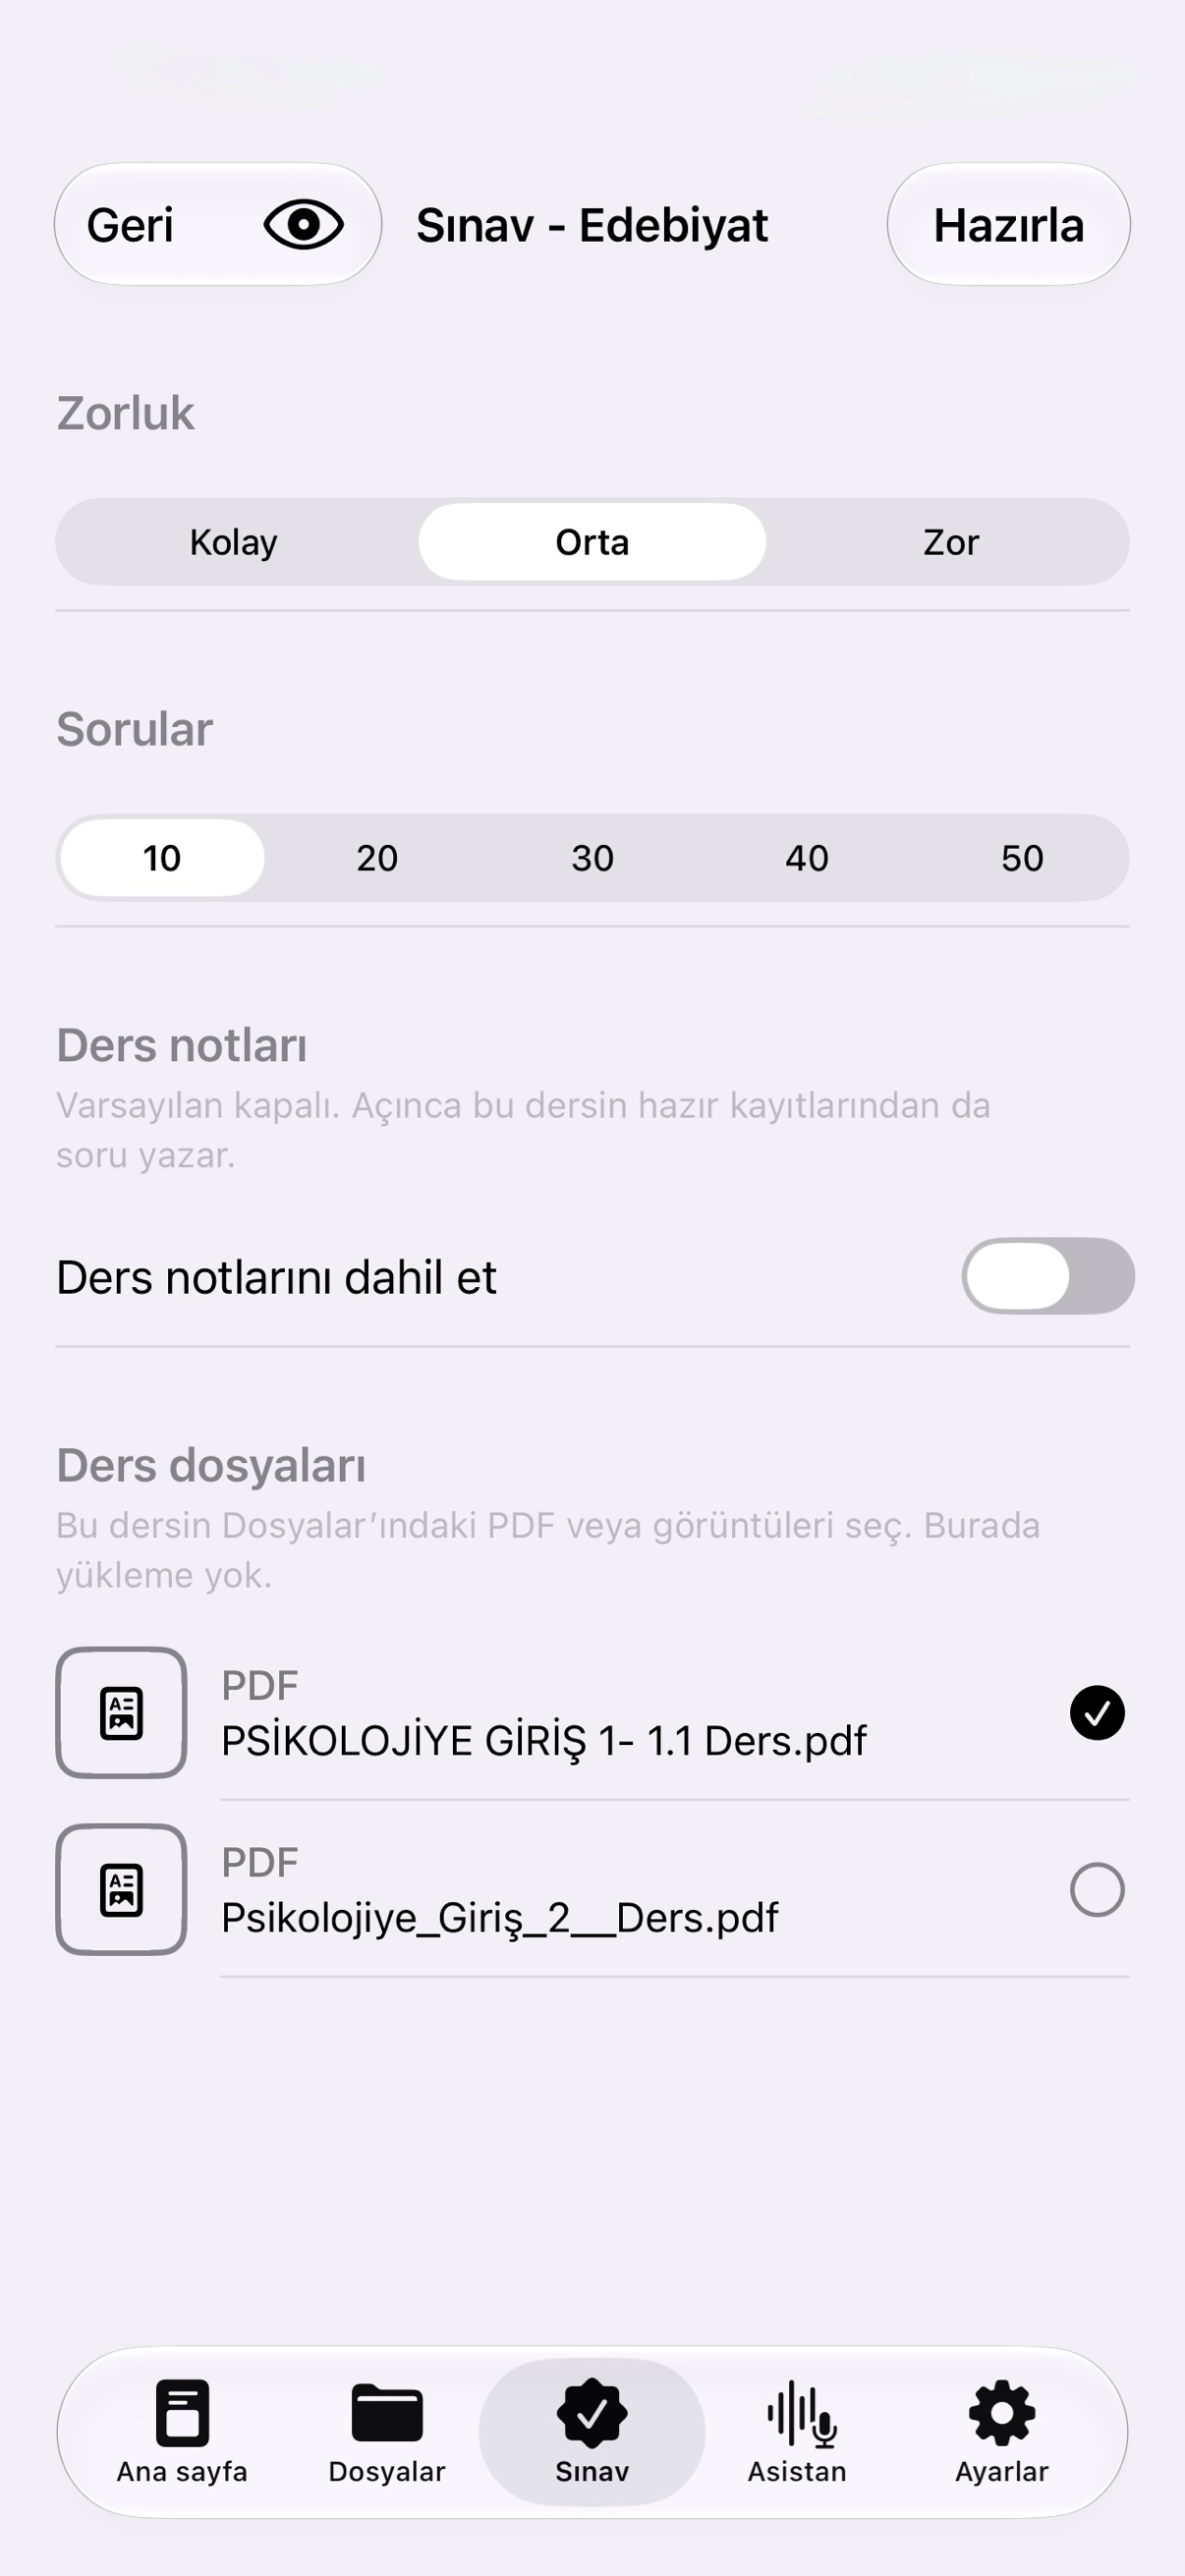 Geri
Sınav - Edebiyat
Hazırla
Zorluk
Kolay
Orta
Zor
Sorular
10
20
30
40
50
Ders notları
Varsayılan kapalı. Açınca bu dersin hazır kayıtlarından da
soru yazar.
Ders notlarını dahil et
Ders dosyaları
Bu dersin Dosyalar’ındaki PDF veya görüntüleri seç. Burada
yükleme yok.
PDF
PSİKOLOJİYE GİRİŞ 1- 1.1 Ders.pdf
PDF
Psikolojiye_Giriş_2__Ders.pdf
Ana sayfa
Dosyalar
Sınav
Asistan
Ayarlar